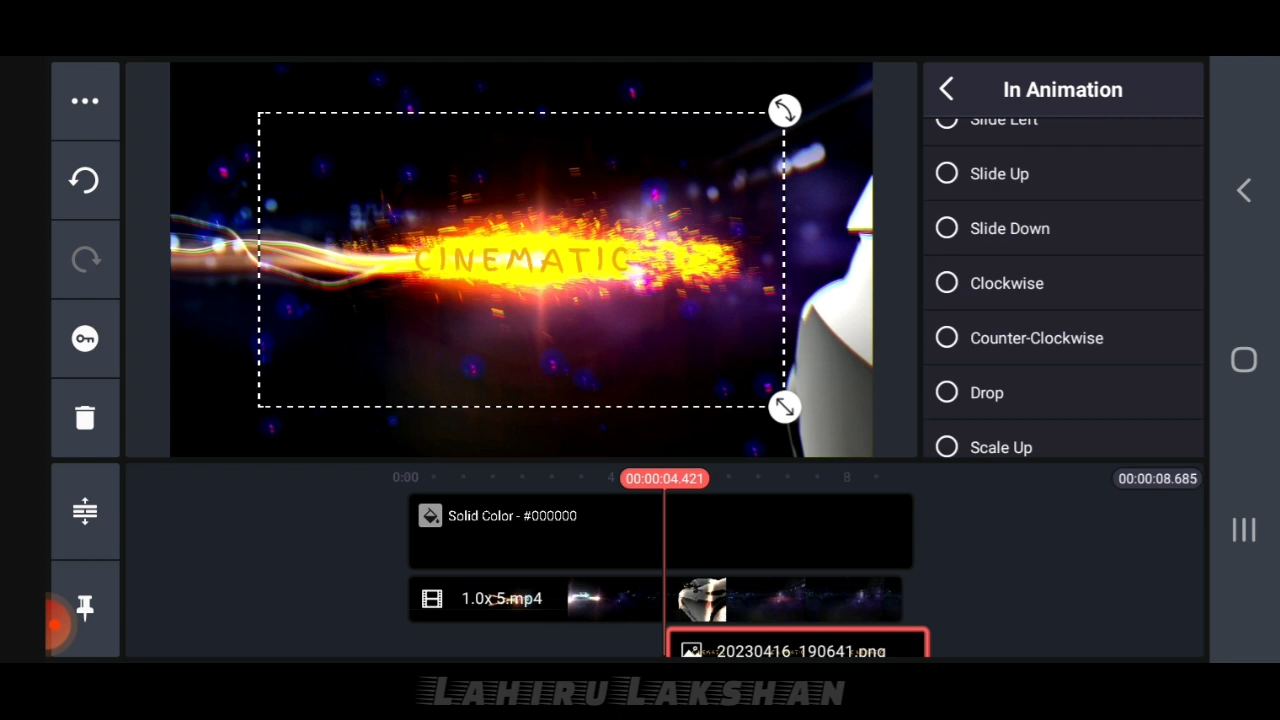 In Animation
Slide Left
Slide Up
Slide Down
Clockwise
Counter-Clockwise
Drop
Scale Up
CINEMATIC
0:00
4
00:00:04.421
8
00:00:08.685
Solid Color - #000000
1.0x 5.mp4
20230416_190641.png
LAHIRU LAKSHAN